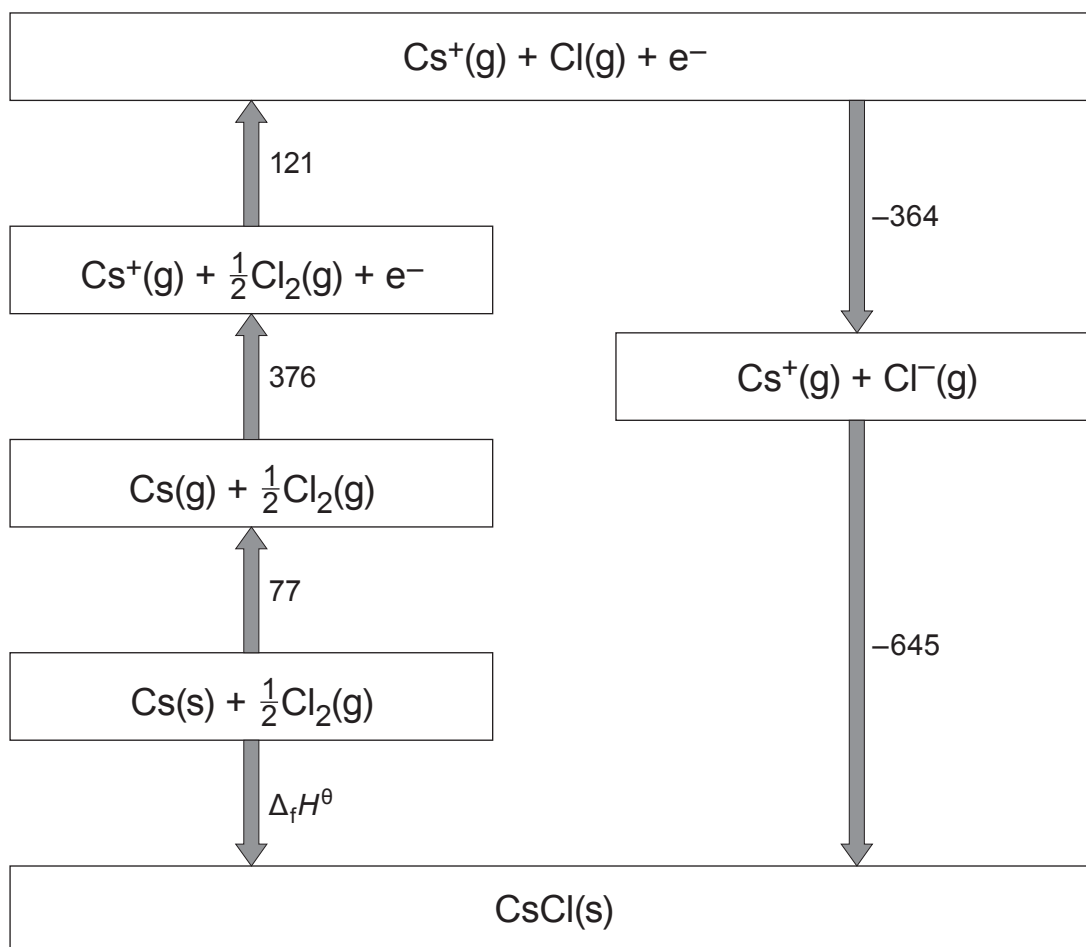 Cs⁺(g) + Cl(g) + e⁻
121
–364
Cs⁺(g) + ½Cl₂(g) + e⁻
376
Cs⁺(g) + Cl⁻(g)
Cs(g) + ½Cl₂(g)
77
–645
Cs(s) + ½Cl₂(g)
ΔfHᶿ
CsCl(s)